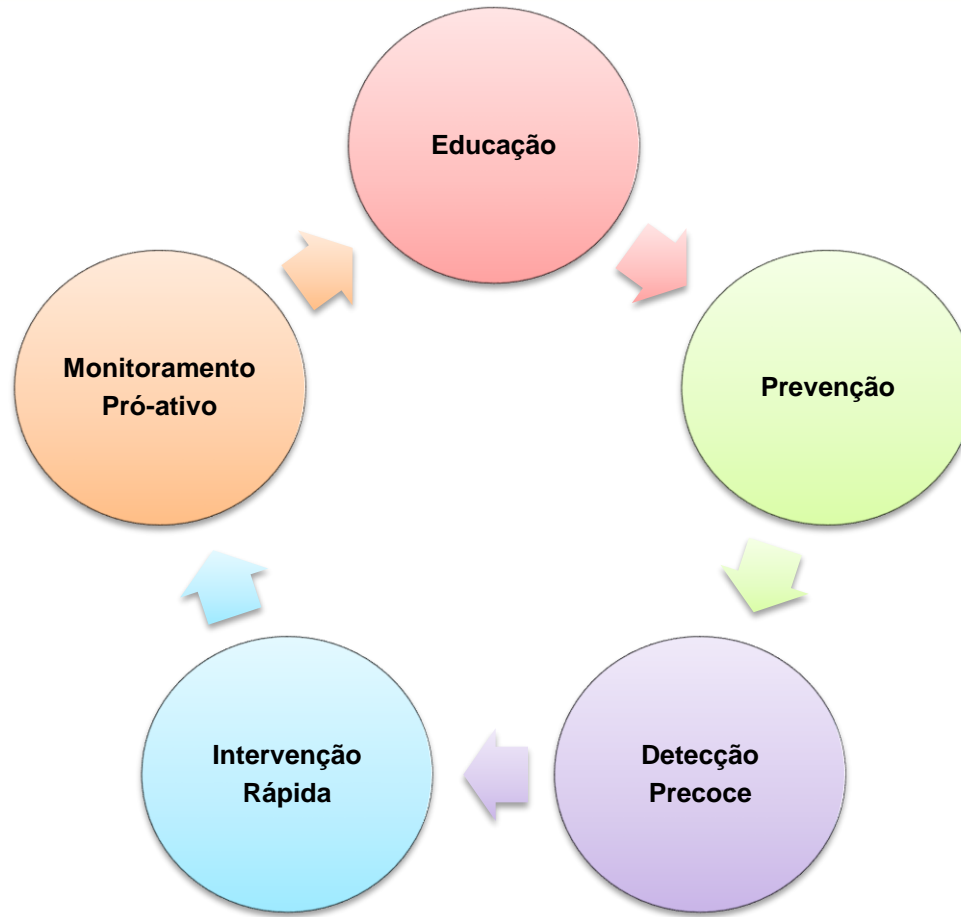 Educação
Prevenção
Detecção
Precoce
Intervenção
Rápida
Monitoramento
Pró-ativo